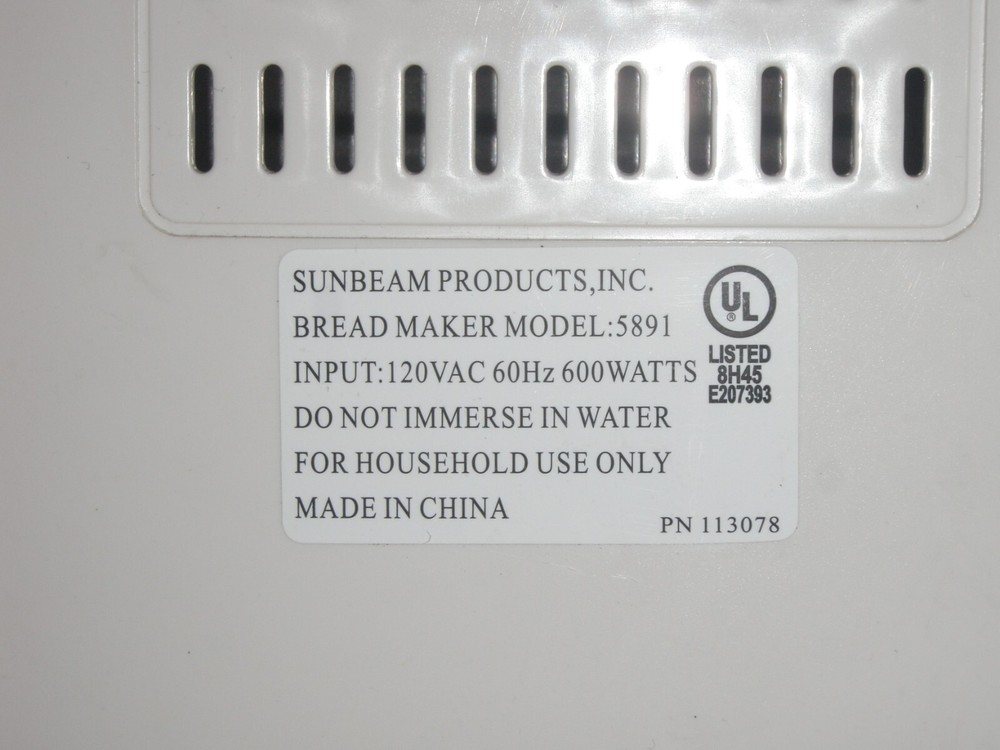 SUNBEAM PRODUCTS,INC.
BREAD MAKER MODEL:5891
INPUT:120VAC 60Hz 600WATTS
DO NOT IMMERSE IN WATER
FOR HOUSEHOLD USE ONLY
MADE IN CHINA
UL
®
LISTED
8H45
E207393
PN 113078